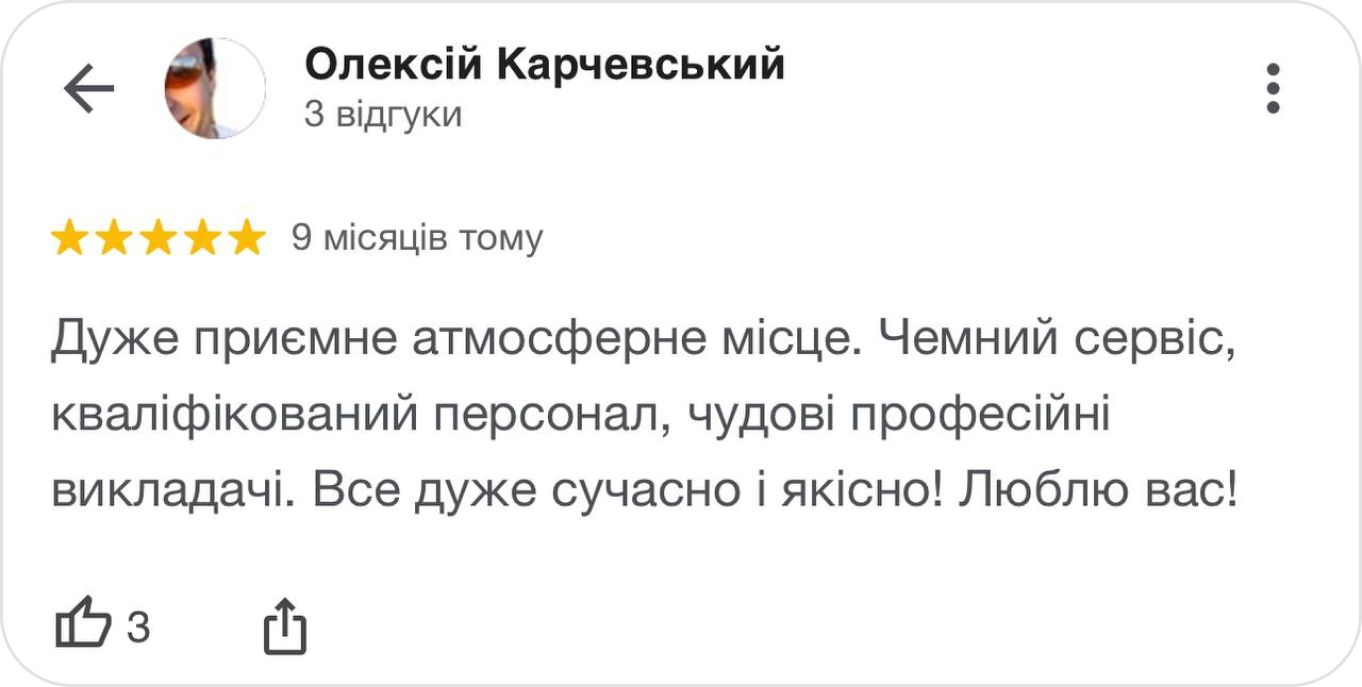 Олексій Карчевський
3 відгуки
9 місяців тому
Дуже приємне атмосферне місце. Чемний сервіс,
кваліфікований персонал, чудові професійні
викладачі. Все дуже сучасно і якісно! Люблю вас!
3